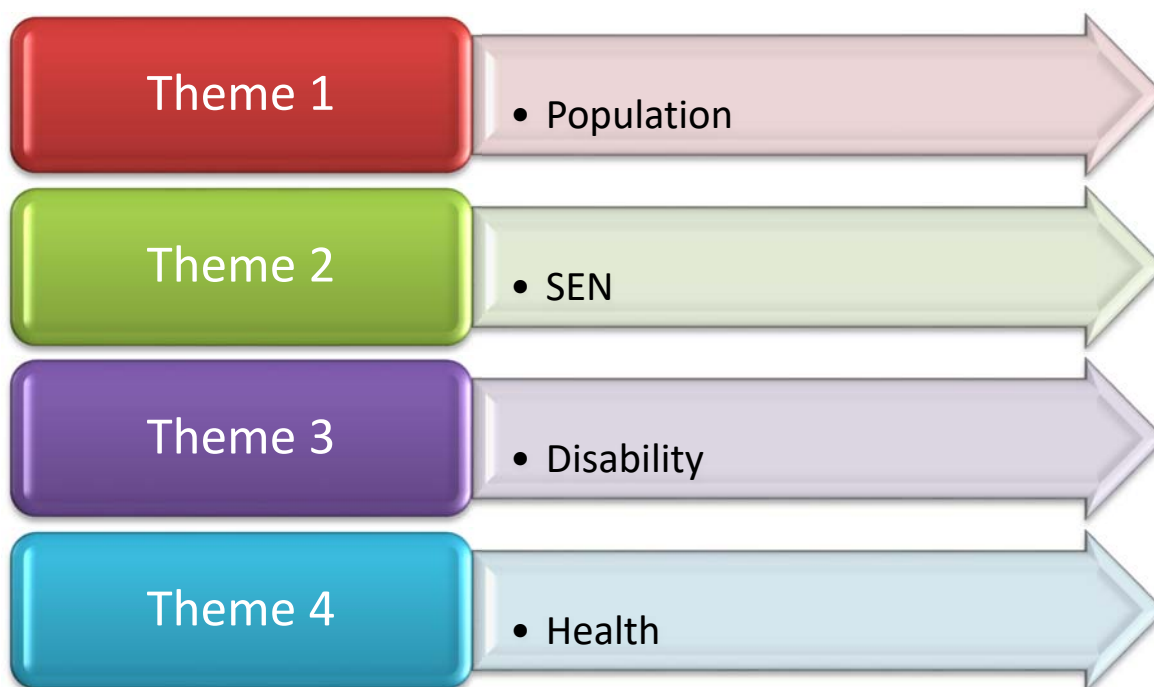 Theme 1
• Population
Theme 2
• SEN
Theme 3
• Disability
Theme 4
• Health